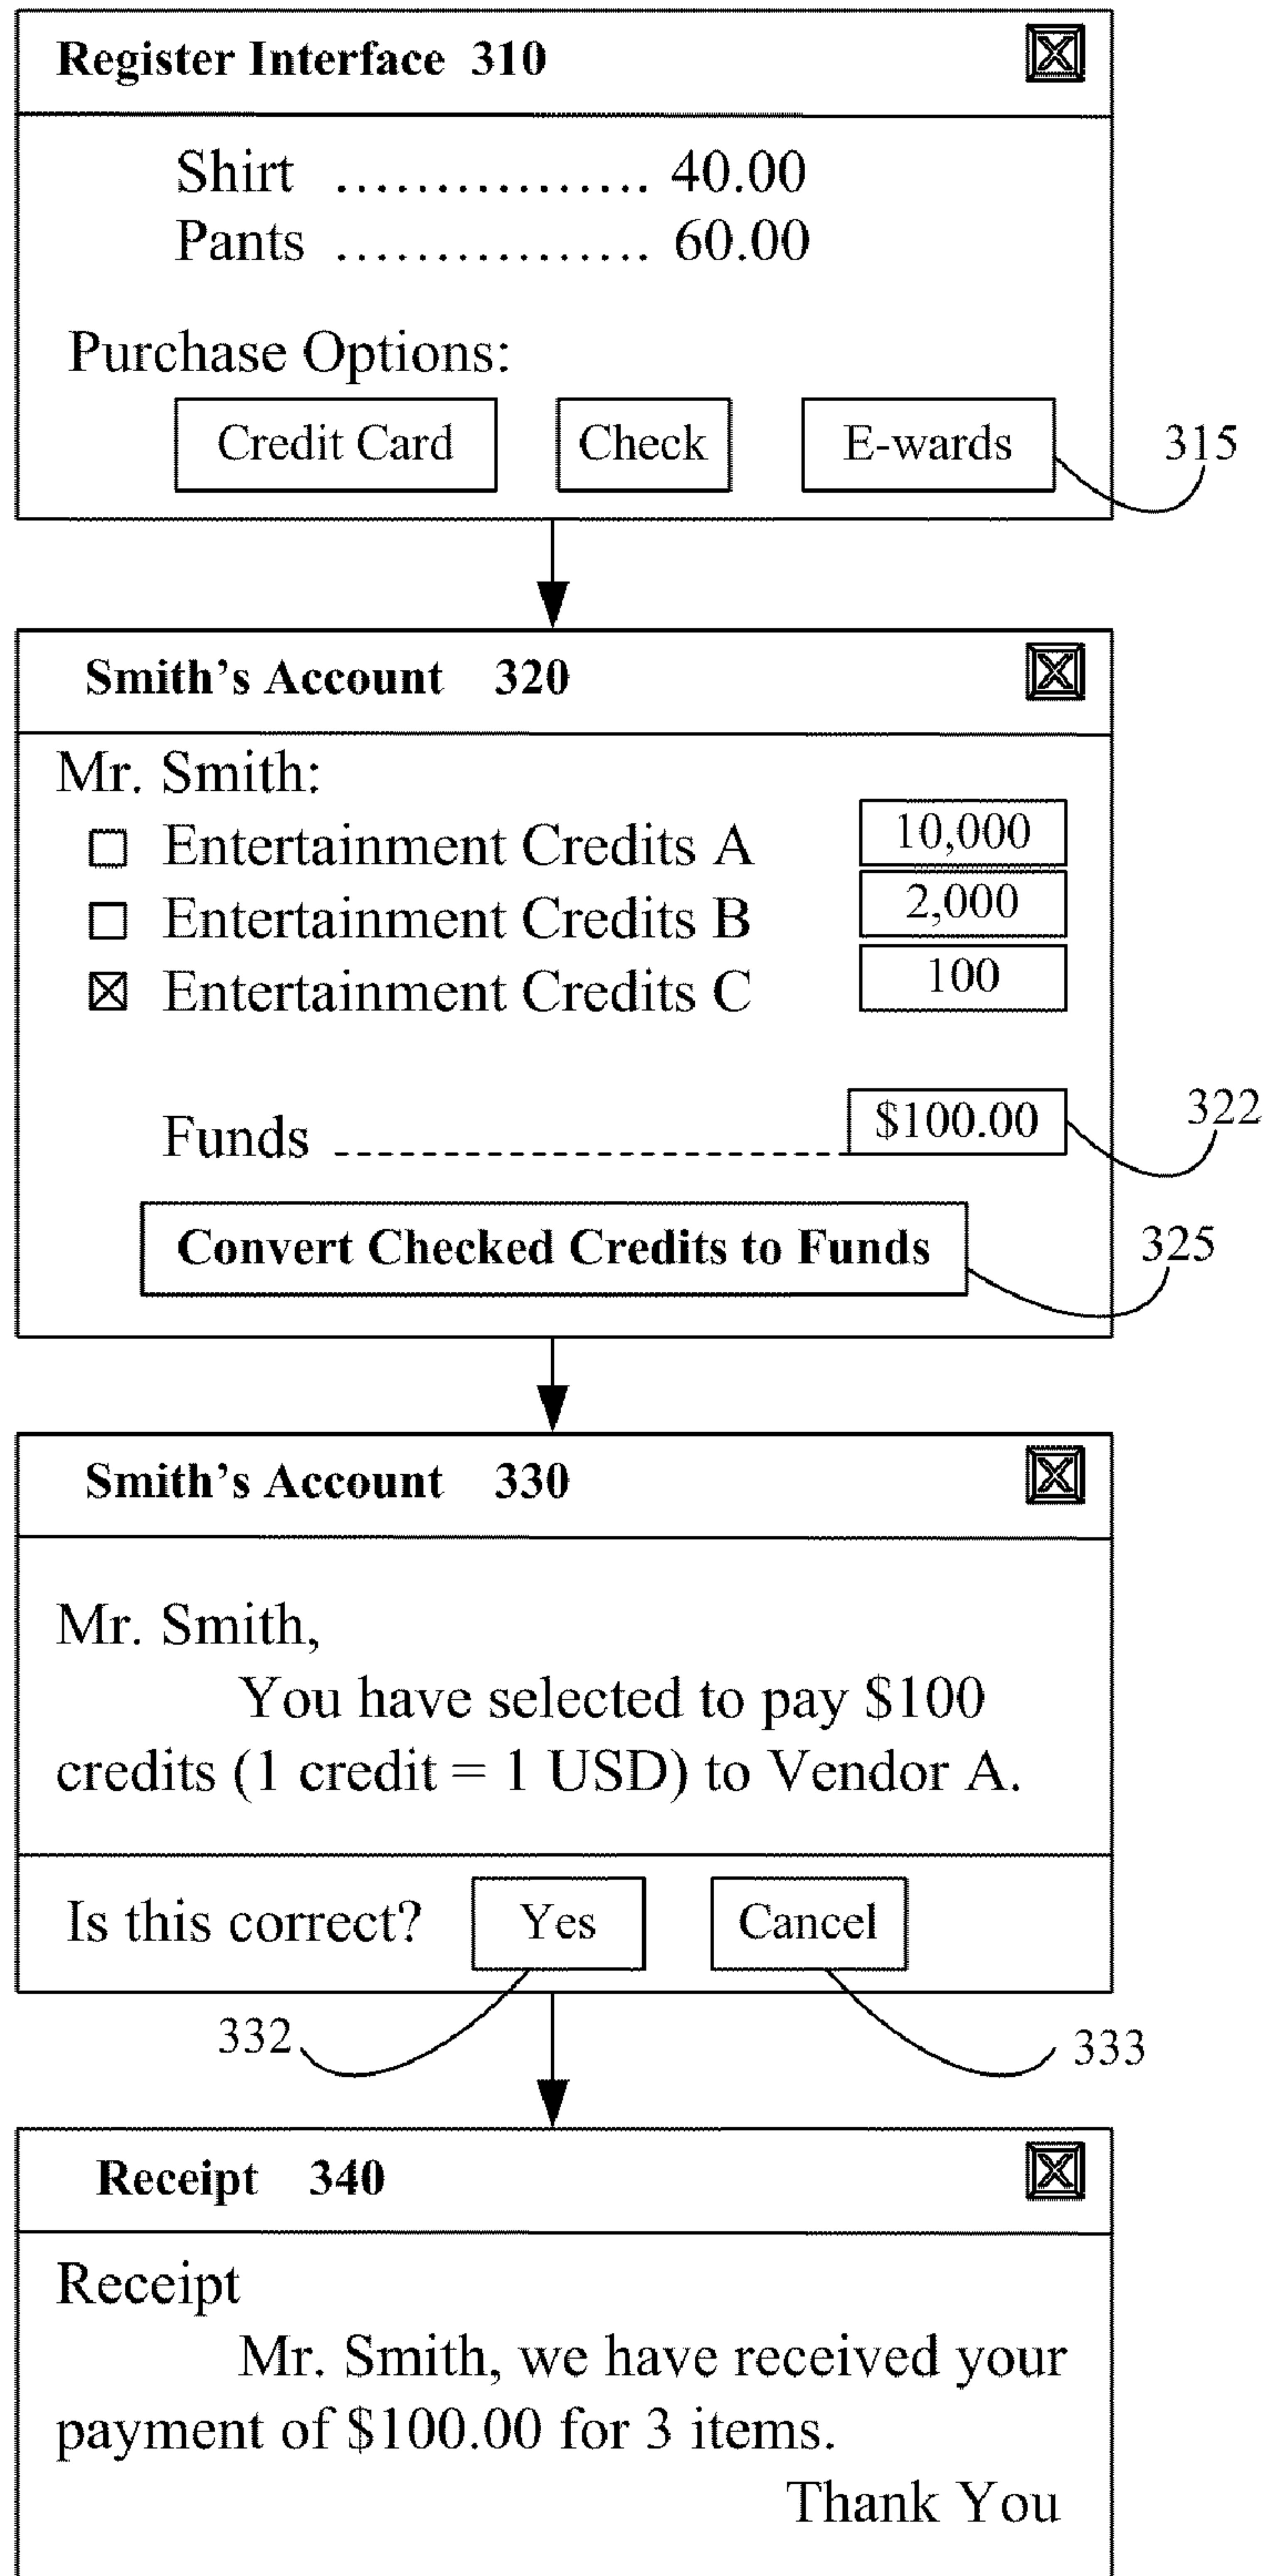 Register Interface 310
Shirt ................ 40.00
Pants ................ 60.00
Purchase Options:
Credit Card Check E-wards 315
Smith's Account 320
Mr. Smith:
Entertainment Credits A 10,000
Entertainment Credits B 2,000
Entertainment Credits C 100
Funds $100.00 322
Convert Checked Credits to Funds 325
Smith's Account 330
Mr. Smith,
You have selected to pay $100
credits (1 credit = 1 USD) to Vendor A.
Is this correct? Yes Cancel
332 333
Receipt 340
Receipt
Mr. Smith, we have received your
payment of $100.00 for 3 items.
Thank You